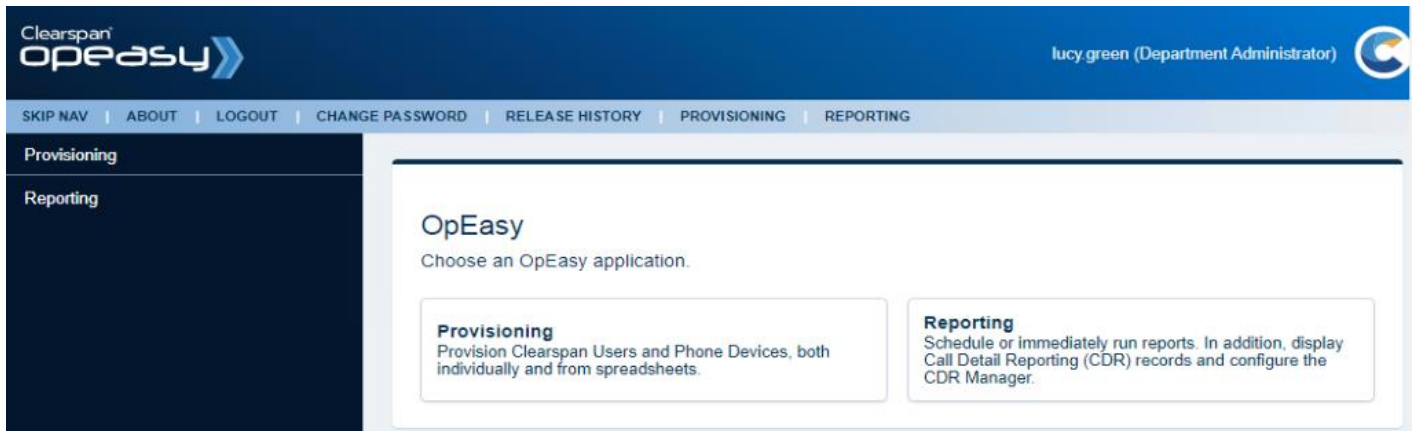 Clearspan®
opeasy
lucy.green (Department Administrator)
SKIP NAV | ABOUT | LOGOUT | CHANGE PASSWORD | RELEASE HISTORY | PROVISIONING | REPORTING
Provisioning
Reporting
OpEasy
Choose an OpEasy application.
Provisioning
Provision Clearspan Users and Phone Devices, both
individually and from spreadsheets.
Reporting
Schedule or immediately run reports. In addition, display
Call Detail Reporting (CDR) records and configure the
CDR Manager.